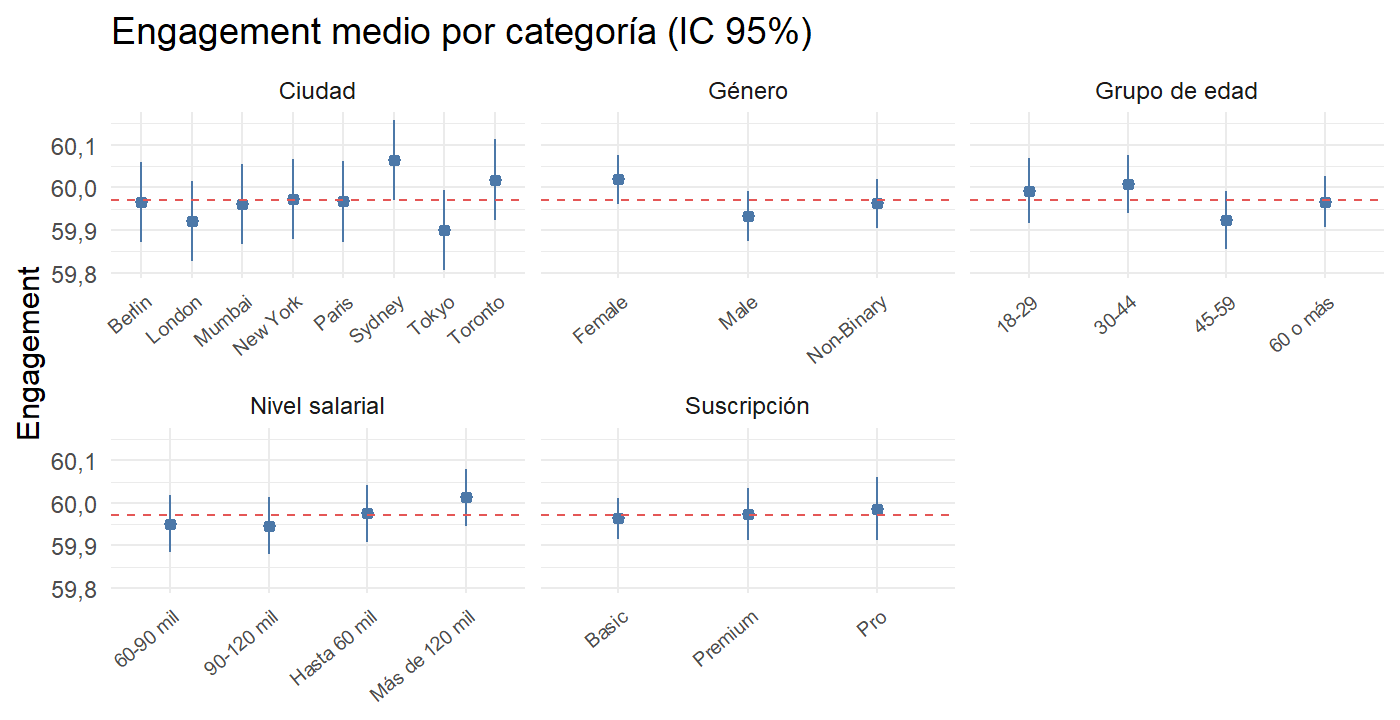 Engagement medio por categoría (IC 95%)
Ciudad
Género
Grupo de edad
60,1
60,0
59,9
59,8
Berlin
London
Mumbai
New York
Paris
Sydney
Tokyo
Toronto
Female
Male
Non-Binary
18-29
30-44
45-59
60 o más
Engagement
Nivel salarial
Suscripción
60,1
60,0
59,9
59,8
60-90 mil
90-120 mil
Hasta 60 mil
Más de 120 mil
Basic
Premium
Pro